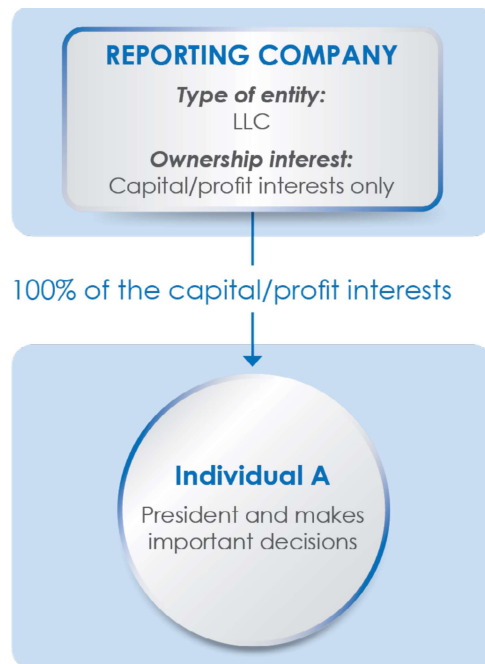 REPORTING COMPANY
Type of entity:
LLC
Ownership interest:
Capital/profit interests only
100% of the capital/profit interests
Individual A
President and makes
important decisions